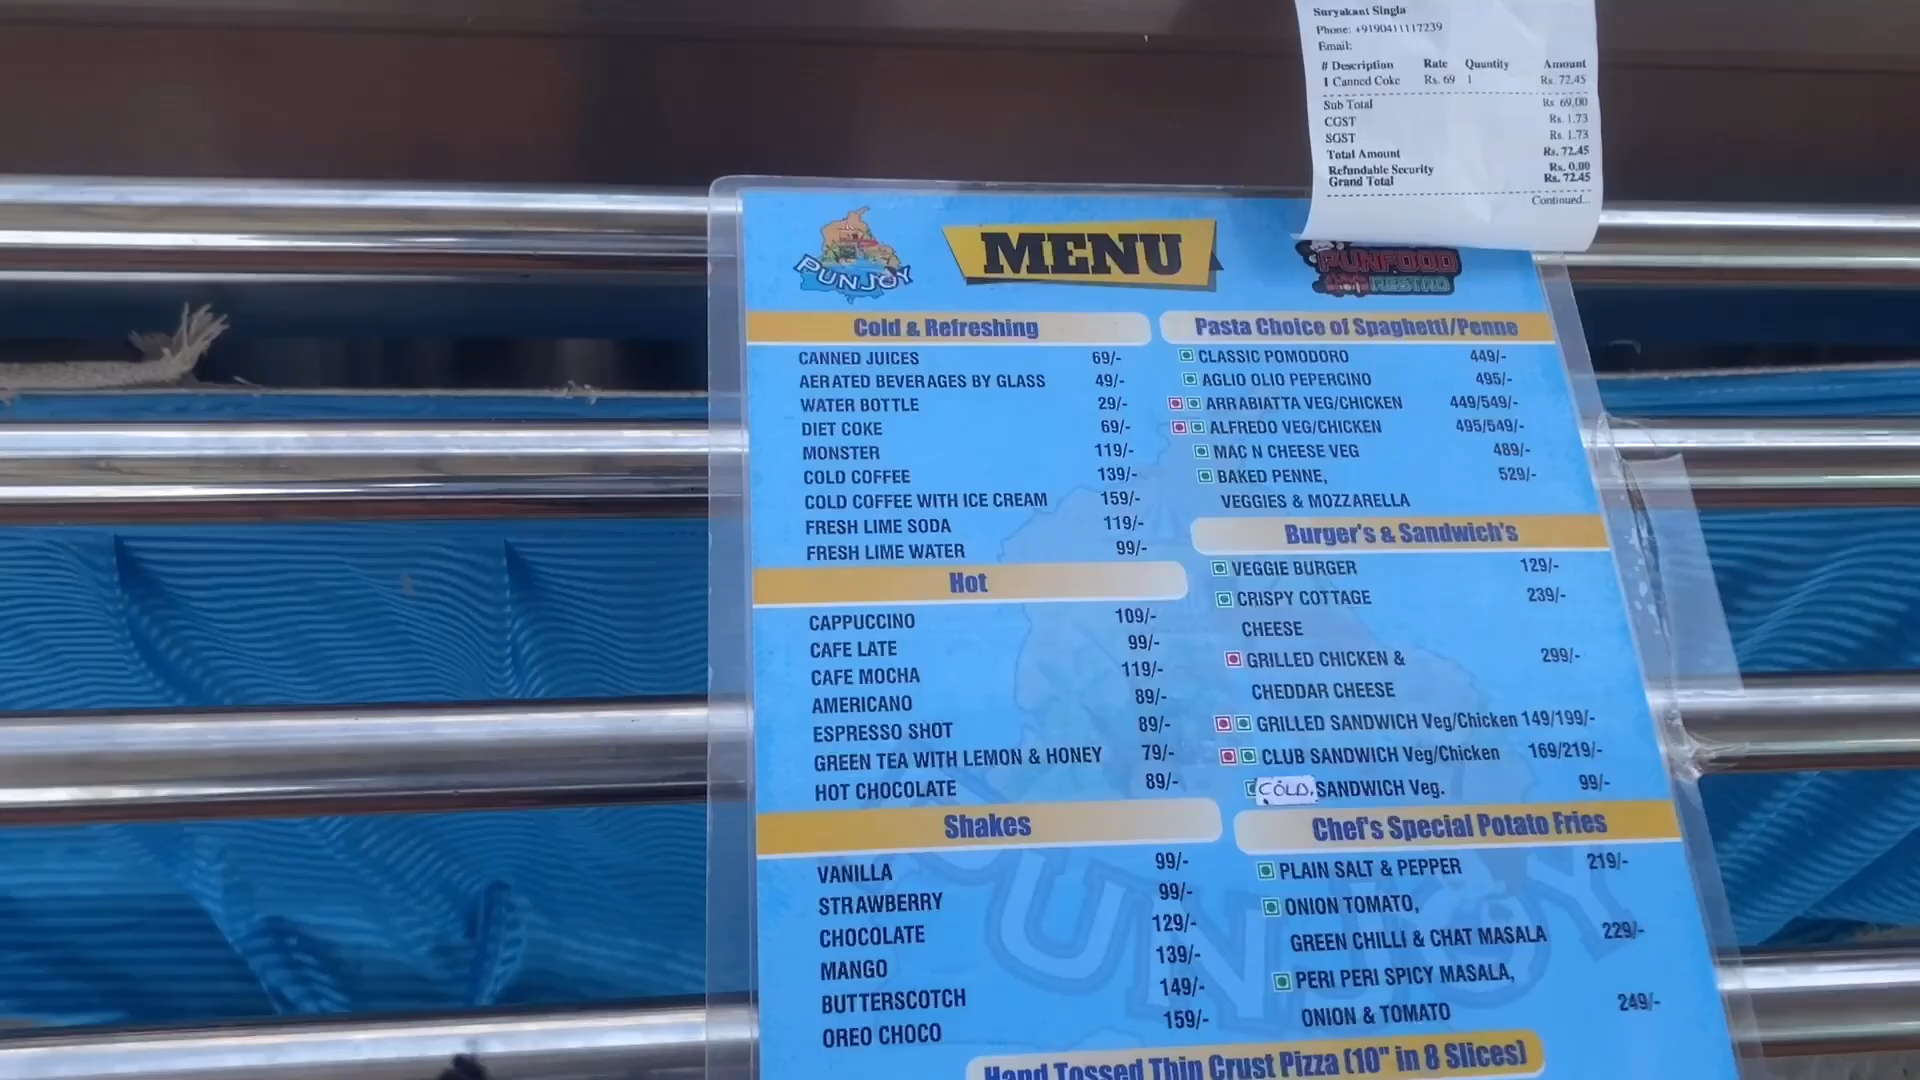 Suryakant Singla
Phone: +9190411117239
Email:
# Description Rate Quantity Amount
1 Canned Coke Rs. 69 1 Rs. 72.45
Sub Total Rs. 69.00
CGST Rs. 1.73
SGST Rs. 1.73
Total Amount Rs. 72.45
Refundable Security Rs. 0.00
Grand Total Rs. 72.45
Continued...
PUNJOY
MENU
PUNFOOD
RESTRO
Cold & Refreshing
CANNED JUICES 69/-
AERATED BEVERAGES BY GLASS 49/-
WATER BOTTLE 29/-
DIET COKE 69/-
MONSTER 119/-
COLD COFFEE 139/-
COLD COFFEE WITH ICE CREAM 159/-
FRESH LIME SODA 119/-
FRESH LIME WATER 99/-
Hot
CAPPUCCINO 109/-
CAFE LATE 99/-
CAFE MOCHA 119/-
AMERICANO 89/-
ESPRESSO SHOT 89/-
GREEN TEA WITH LEMON & HONEY 79/-
HOT CHOCOLATE 89/-
Shakes
VANILLA 99/-
STRAWBERRY 99/-
CHOCOLATE 129/-
MANGO 139/-
BUTTERSCOTCH 149/-
OREO CHOCO 159/-
Pasta Choice of Spaghetti/Penne
CLASSIC POMODORO 449/-
AGLIO OLIO PEPERCINO 495/-
ARRABIATTA VEG/CHICKEN 449/549/-
ALFREDO VEG/CHICKEN 495/549/-
MAC N CHEESE VEG 489/-
BAKED PENNE, 529/-
VEGGIES & MOZZARELLA
Burger's & Sandwich's
VEGGIE BURGER 129/-
CRISPY COTTAGE 239/-
CHEESE
GRILLED CHICKEN & 299/-
CHEDDAR CHEESE
GRILLED SANDWICH Veg/Chicken 149/199/-
CLUB SANDWICH Veg/Chicken 169/219/-
COLD. SANDWICH Veg. 99/-
Chef's Special Potato Fries
PLAIN SALT & PEPPER 219/-
ONION TOMATO,
GREEN CHILLI & CHAT MASALA 229/-
PERI PERI SPICY MASALA,
ONION & TOMATO 249/-
Hand Tossed Thin Crust Pizza (10" in 8 Slices)
PUNJOY